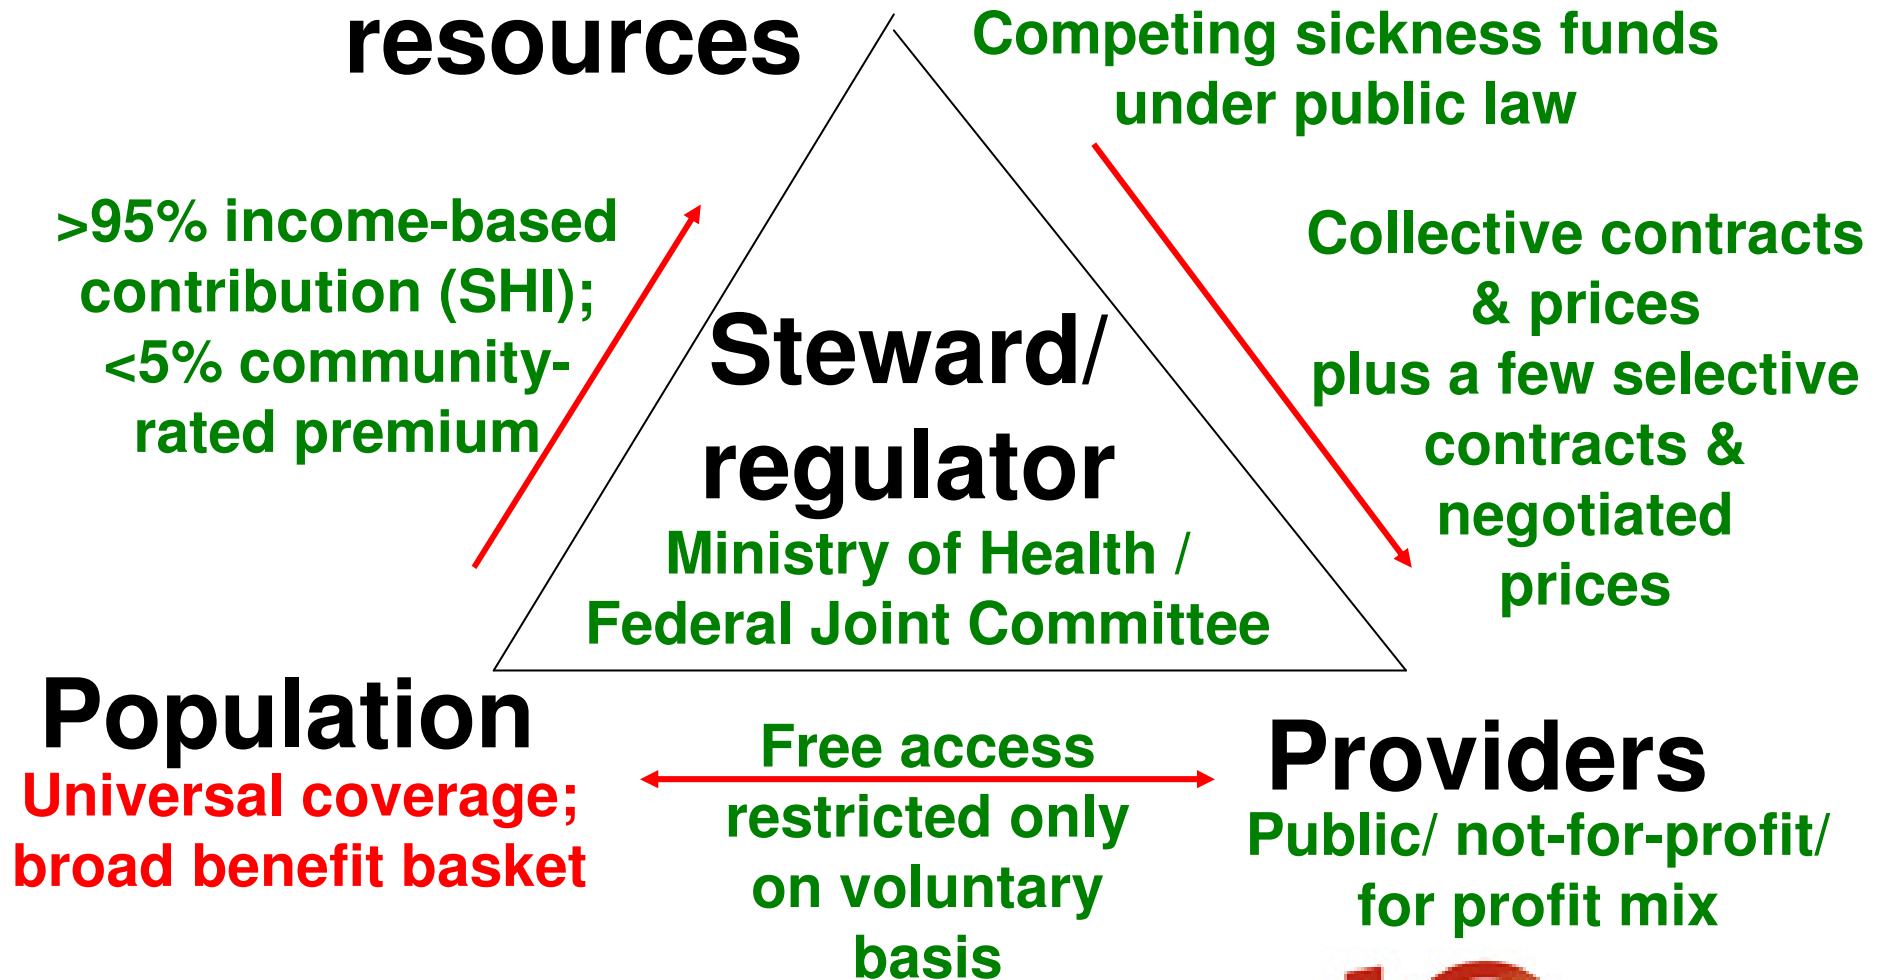 resources
Competing sickness funds
under public law
>95% income-based
contribution (SHI);
<5% community-
rated premium
Collective contracts
& prices
plus a few selective
contracts &
negotiated
prices
Steward/
regulator
Ministry of Health /
Federal Joint Committee
Population
Universal coverage;
broad benefit basket
Free access
restricted only
on voluntary
basis
Providers
Public/ not-for-profit/
for profit mix